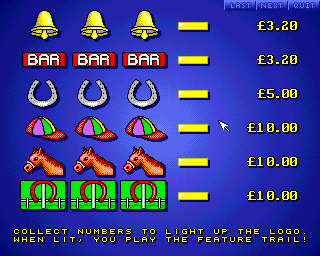 LAST NEXT QUIT
£3.20
BAR BAR BAR £3.20
£5.00
£10.00
£10.00
£10.00
COLLECT NUMBERS TO LIGHT UP THE LOGO.
WHEN LIT, YOU PLAY THE FEATURE TRAIL!